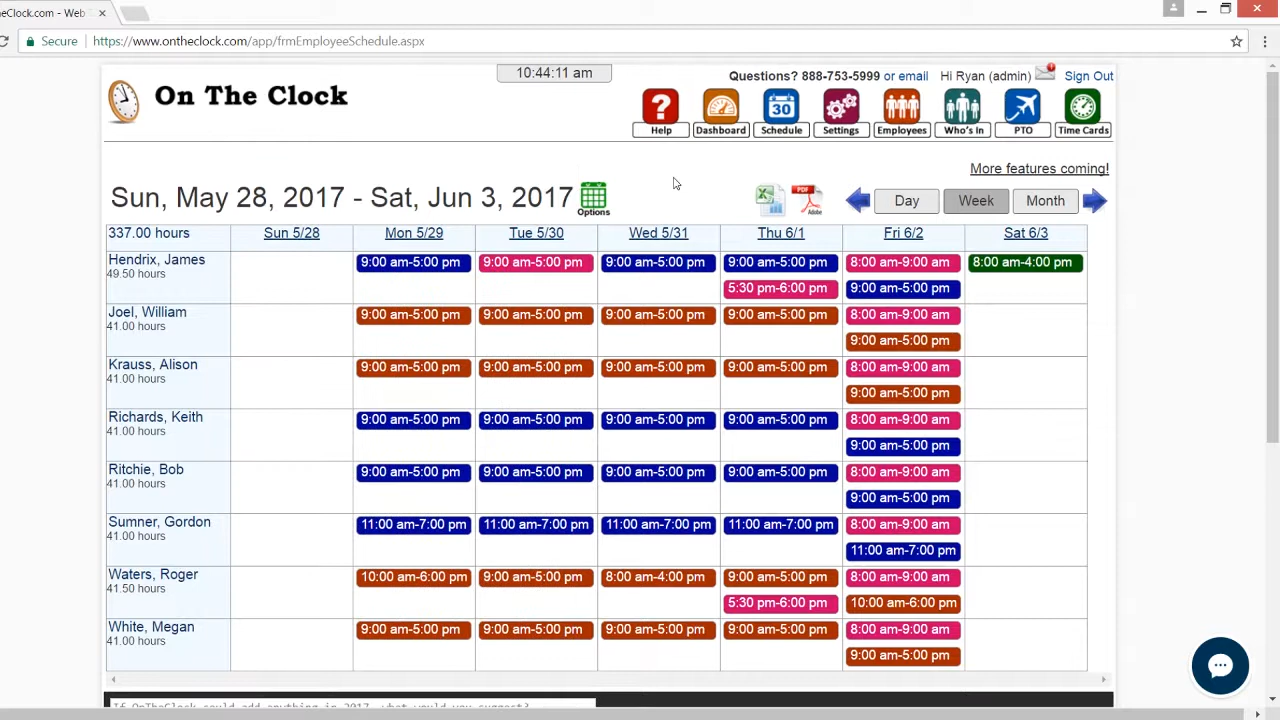 eClock.com - Web
Secure https://www.ontheclock.com/app/frmEmployeeSchedule.aspx
10:44:11 am
Questions? 888-753-5999 or email Hi Ryan (admin) Sign Out
On The Clock
30
Help Dashboard Schedule Settings Employees Who's In PTO Time Cards
More features coming!
Sun, May 28, 2017 - Sat, Jun 3, 2017 Options Adobe Day Week Month
337.00 hours Sun 5/28 Mon 5/29 Tue 5/30 Wed 5/31 Thu 6/1 Fri 6/2 Sat 6/3
Hendrix, James 9:00 am-5:00 pm 9:00 am-5:00 pm 9:00 am-5:00 pm 9:00 am-5:00 pm 8:00 am-9:00 am 8:00 am-4:00 pm
49.50 hours 5:30 pm-6:00 pm 9:00 am-5:00 pm
Joel, William 9:00 am-5:00 pm 9:00 am-5:00 pm 9:00 am-5:00 pm 9:00 am-5:00 pm 8:00 am-9:00 am
41.00 hours 9:00 am-5:00 pm
Krauss, Alison 9:00 am-5:00 pm 9:00 am-5:00 pm 9:00 am-5:00 pm 9:00 am-5:00 pm 8:00 am-9:00 am
41.00 hours 9:00 am-5:00 pm
Richards, Keith 9:00 am-5:00 pm 9:00 am-5:00 pm 9:00 am-5:00 pm 9:00 am-5:00 pm 8:00 am-9:00 am
41.00 hours 9:00 am-5:00 pm
Ritchie, Bob 9:00 am-5:00 pm 9:00 am-5:00 pm 9:00 am-5:00 pm 9:00 am-5:00 pm 8:00 am-9:00 am
41.00 hours 9:00 am-5:00 pm
Sumner, Gordon 11:00 am-7:00 pm 11:00 am-7:00 pm 11:00 am-7:00 pm 11:00 am-7:00 pm 8:00 am-9:00 am
41.00 hours 11:00 am-7:00 pm
Waters, Roger 10:00 am-6:00 pm 9:00 am-5:00 pm 8:00 am-4:00 pm 9:00 am-5:00 pm 8:00 am-9:00 am
41.50 hours 5:30 pm-6:00 pm 10:00 am-6:00 pm
White, Megan 9:00 am-5:00 pm 9:00 am-5:00 pm 9:00 am-5:00 pm 9:00 am-5:00 pm 8:00 am-9:00 am
41.00 hours 9:00 am-5:00 pm
If OnTheClock could add anything in 2017, what would you suggest?